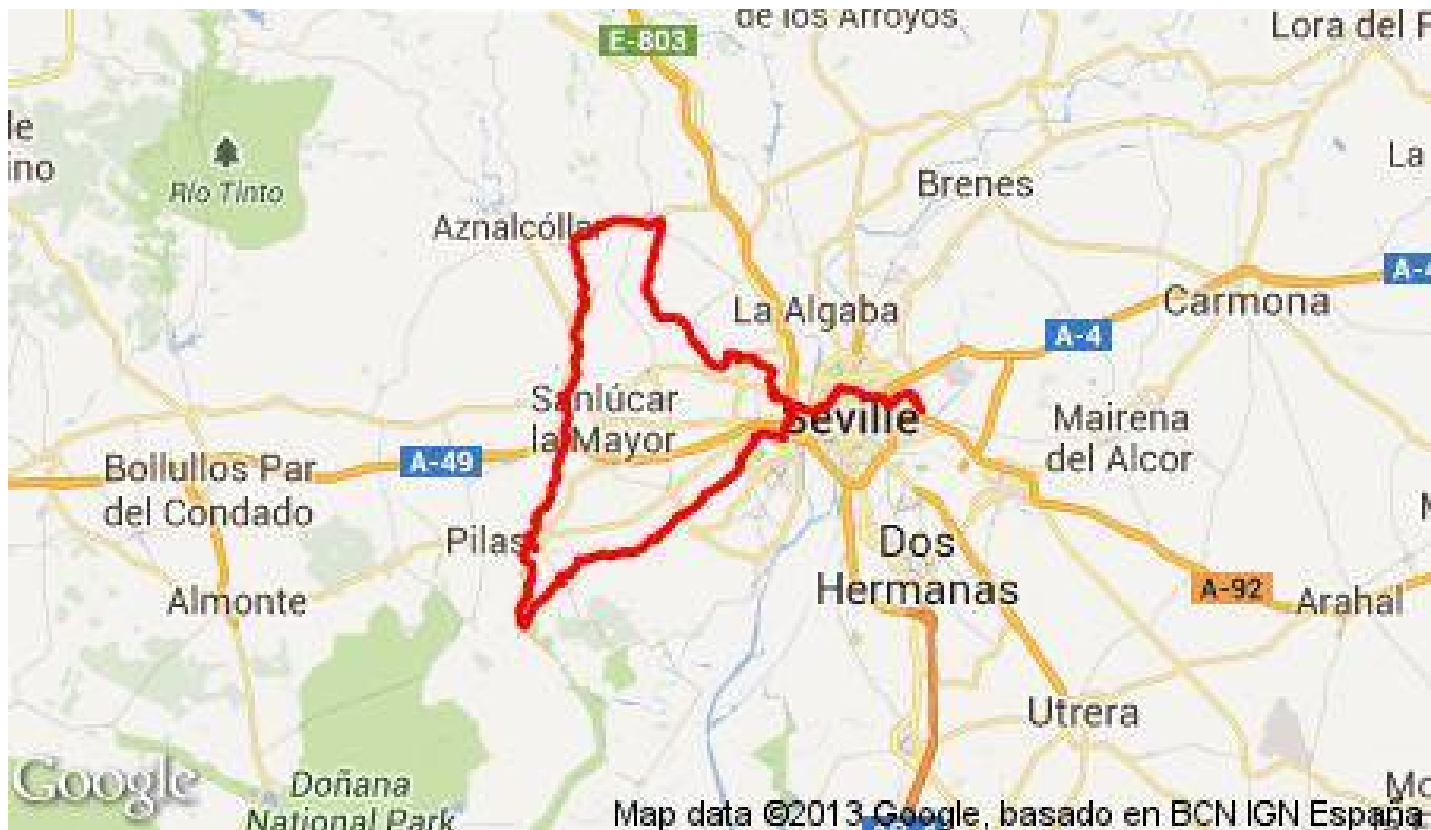 de los Arroyos
Lora del R
E-803
le
ino
La
Río Tinto
Brenes
Aznalcólla
A-4
La Algaba
Carmona
A-4
Sanlúcar
la Mayor
Seville
Mairena
del Alcor
A-49
Bollullos Par
del Condado
Pilas
Dos
Hermanas
A-92
Almonte
Arahal
Utrera
Google
Doñana
National Park
Mo
Map data ©2013 Google, basado en BCN IGN España